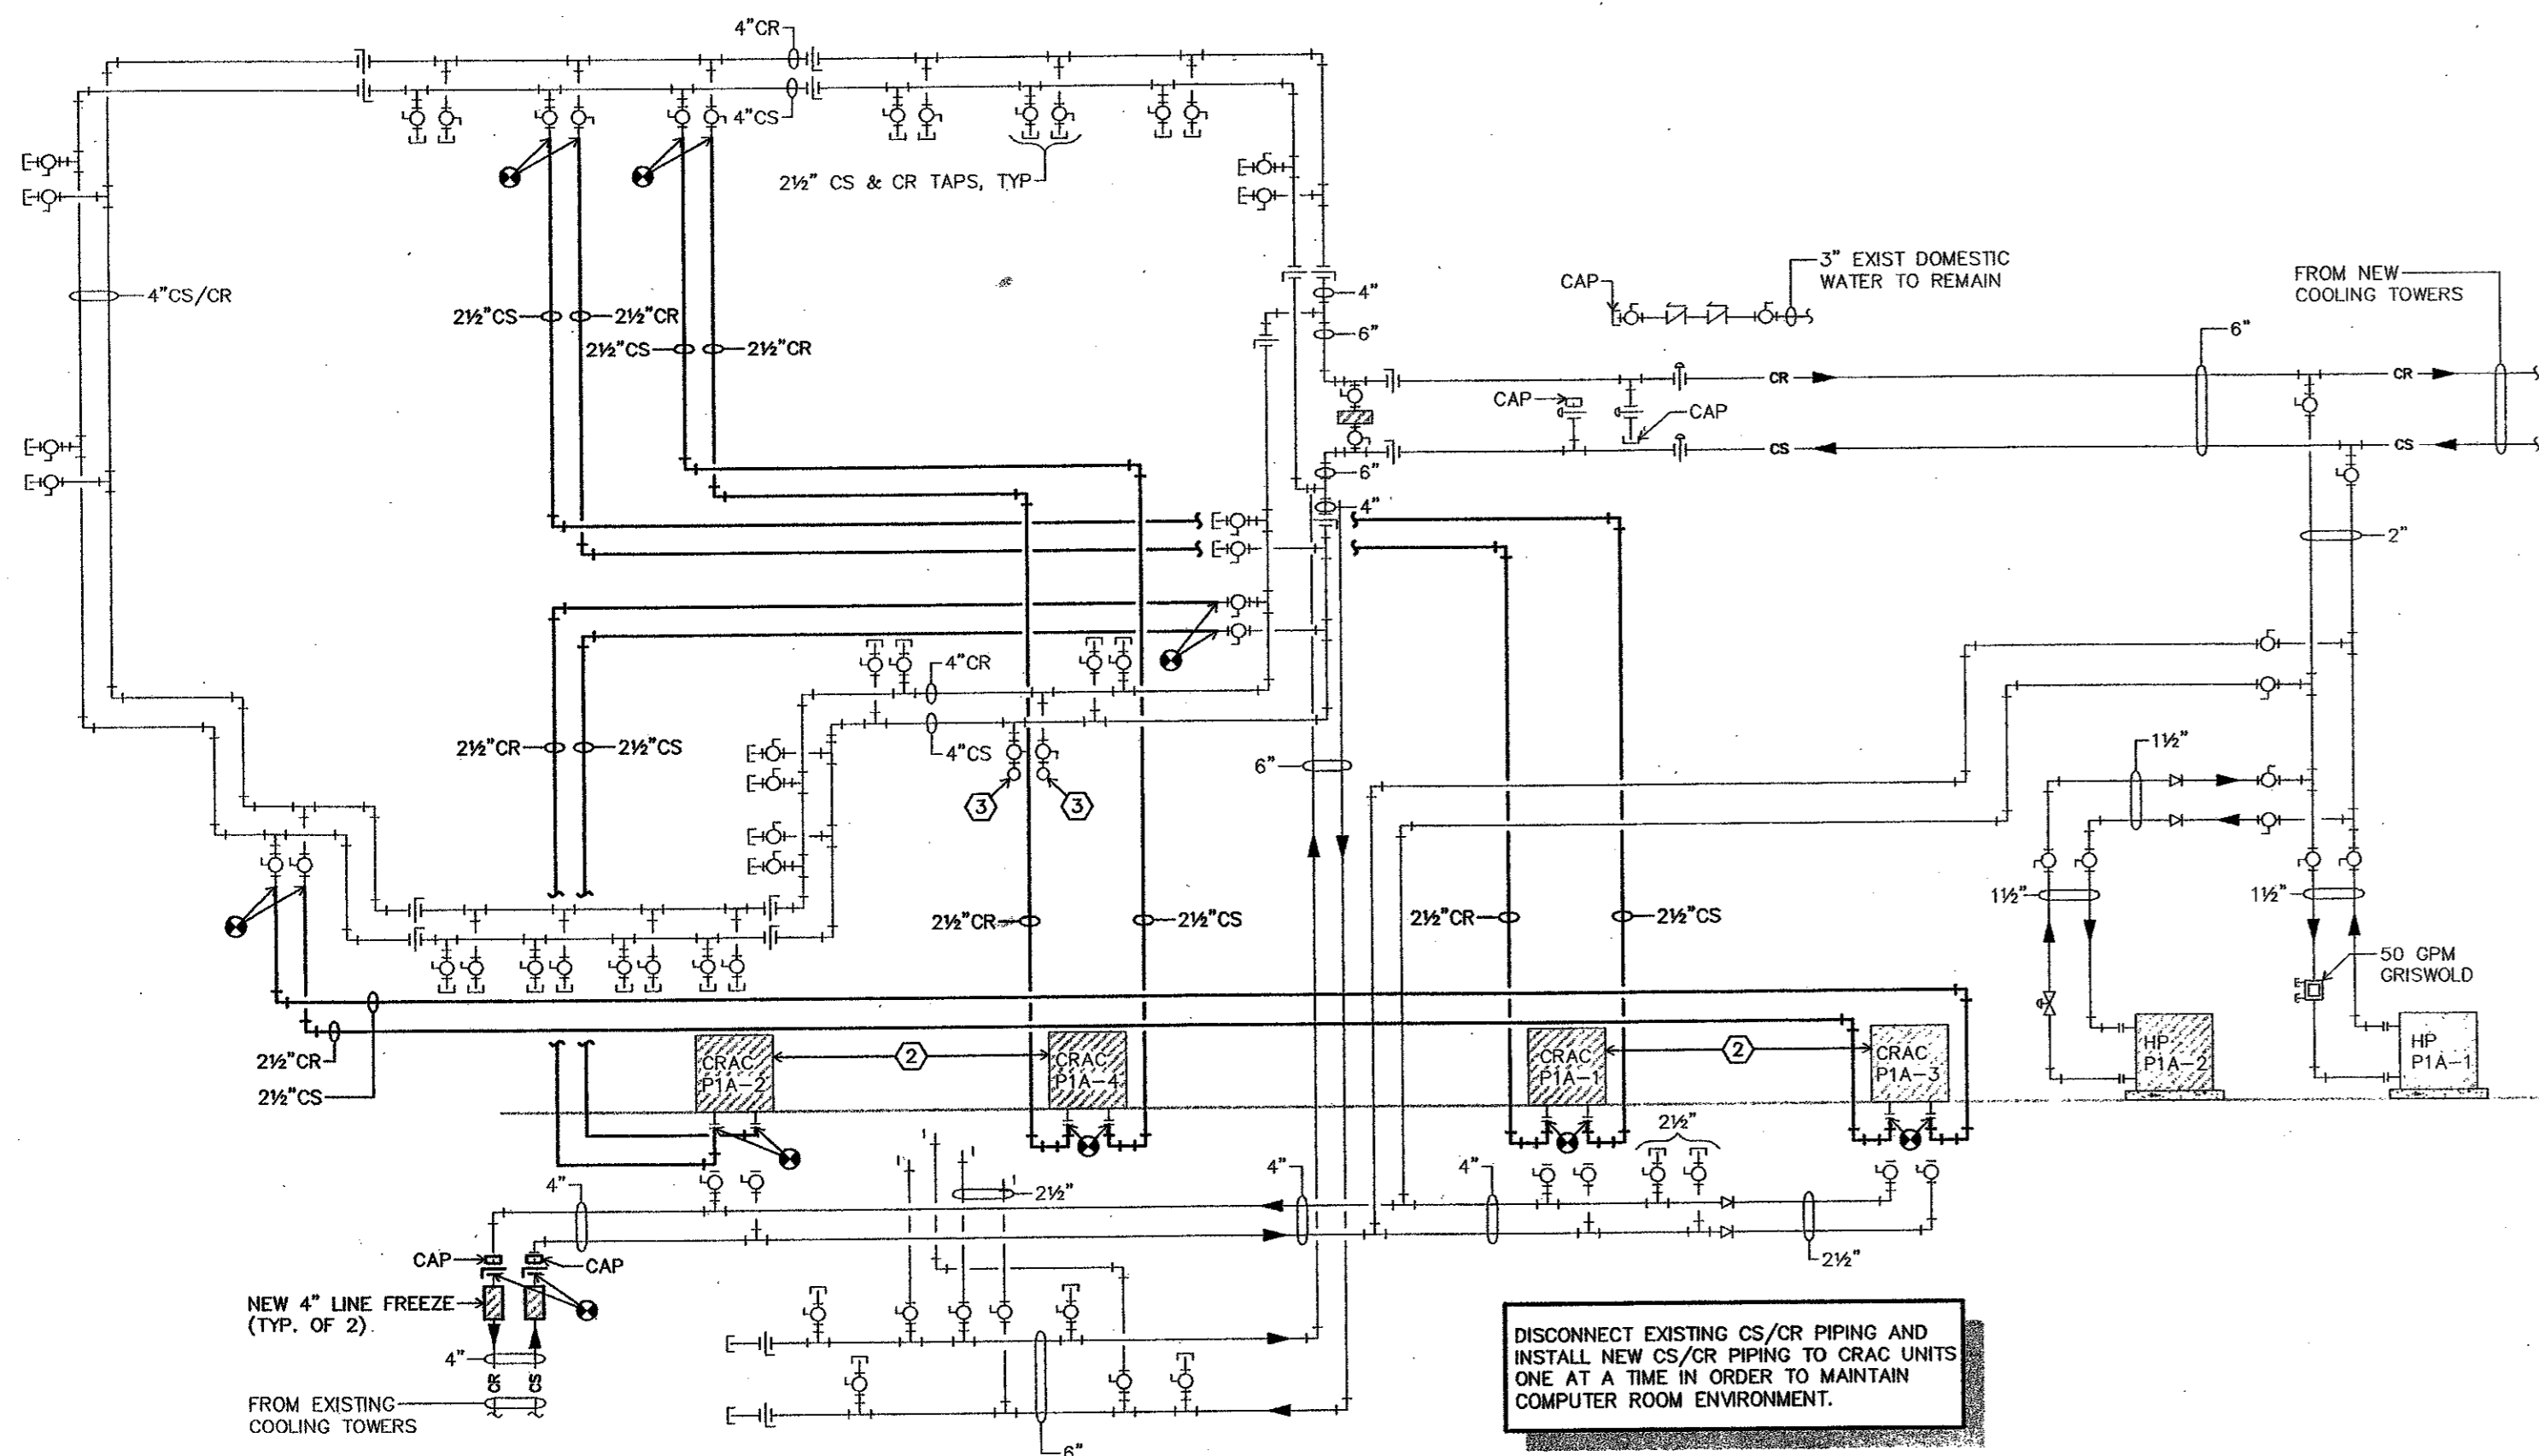 4"CR
4"CS
2½" CS & CR TAPS, TYP
4"CS/CR
2½"CS
2½"CR
2½"CS
2½"CR
4"
6"
CAP
3" EXIST DOMESTIC
WATER TO REMAIN
FROM NEW
COOLING TOWERS
6"
CR
CR
CAP
CAP
CS
CS
6"
4"
2"
4"CR
2½"CR
2½"CS
4"CS
6"
3
3
1½"
1½"
1½"
2½"CR
2½"CS
2½"CR
2½"CS
50 GPM
GRISWOLD
2½"CR
2½"CS
CRAC
P1A-2
2
CRAC
P1A-4
CRAC
P1A-1
2
CRAC
P1A-3
HP
P1A-2
HP
P1A-1
2½"
4"
2½"
4"
4"
2½"
CAP
CAP
NEW 4" LINE FREEZE
(TYP. OF 2)
4"
CR
CS
FROM EXISTING
COOLING TOWERS
6"
DISCONNECT EXISTING CS/CR PIPING AND
INSTALL NEW CS/CR PIPING TO CRAC UNITS
ONE AT A TIME IN ORDER TO MAINTAIN
COMPUTER ROOM ENVIRONMENT.